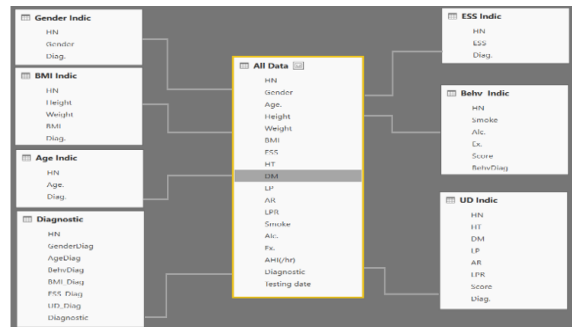 Gender Indic
HN
Gender
Diag.
BMI Indic
HN
Height
Weight
BMI
Diag.
Age Indic
HN
Age.
Diag.
Diagnostic
HN
GenderDiag
AgeDiag
BehvDiag
BMI_Diag
ESS_Diag
UD_Diag
Diagnostic
All Data
HN
Gender
Age.
Height
Weight
BMI
ESS
HT
DM
LP
AR
LPR
Smoke
Alc.
Ex.
AHI(/hr)
Diagnostic
Testing date
ESS Indic
HN
ESS
Diag.
Behv_Indic
HN
Smoke
Alc.
Ex.
Score
BehvDiag
UD Indic
HN
HT
DM
LP
AR
LPR
Score
Diag.